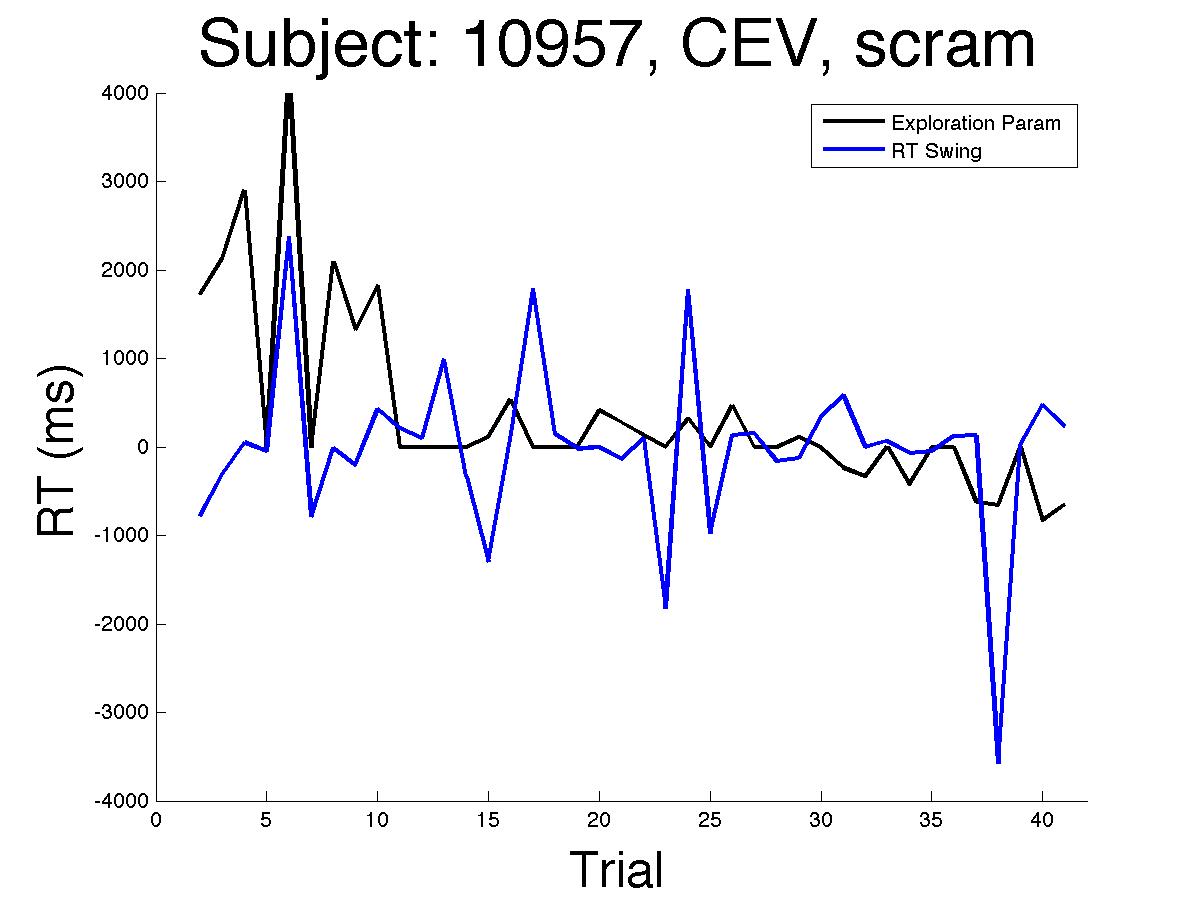 Subject: 10957, CEV, scram
Exploration Param
RT Swing
RT (ms)
4000
3000
2000
1000
0
-1000
-2000
-3000
-4000
0 5 10 15 20 25 30 35 40
Trial